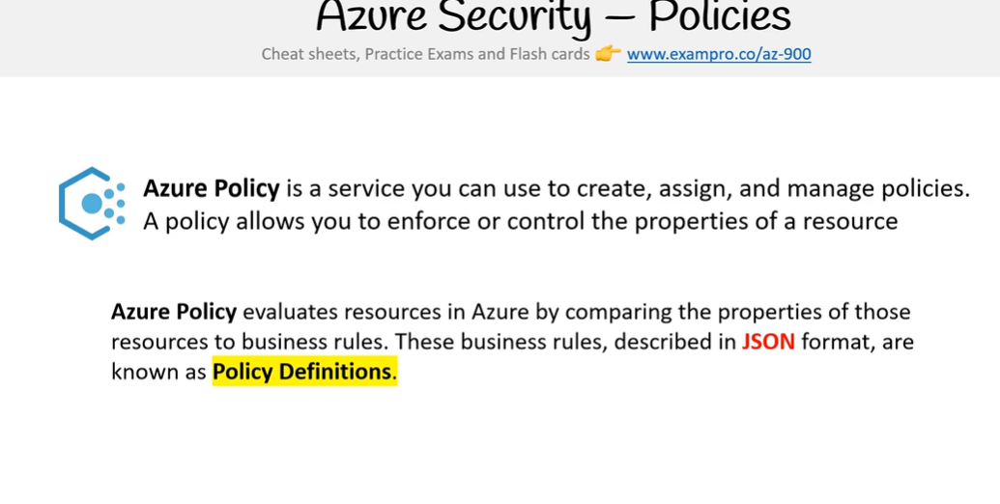 Azure Security – Policies
Cheat sheets, Practice Exams and Flash cards 👉 www.exampro.co/az-900
Azure Policy is a service you can use to create, assign, and manage policies.
A policy allows you to enforce or control the properties of a resource
Azure Policy evaluates resources in Azure by comparing the properties of those
resources to business rules. These business rules, described in JSON format, are
known as Policy Definitions.